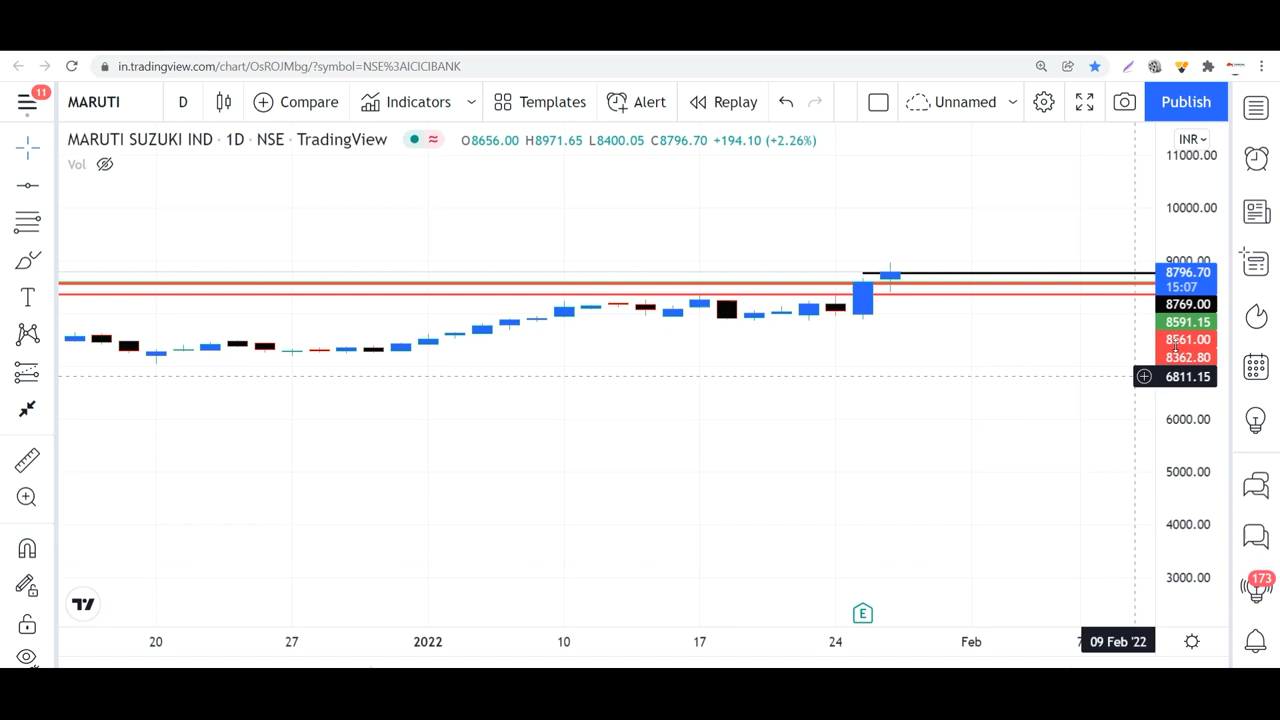 in.tradingview.com/chart/OsROJMbg/?symbol=NSE%3AICICIBANK
11
MARUTI D Compare Indicators Templates Alert Replay Unnamed Publish
MARUTI SUZUKI IND · 1D · NSE · TradingView O8656.00 H8971.65 L8400.05 C8796.70 +194.10 (+2.26%)
INR
Vol
11000.00
10000.00
9000.00
8796.70
15:07
8769.00
8591.15
8561.00
8362.80
6811.15
6000.00
5000.00
4000.00
3000.00
173
E
20 27 2022 10 17 24 Feb 7 09 Feb '22